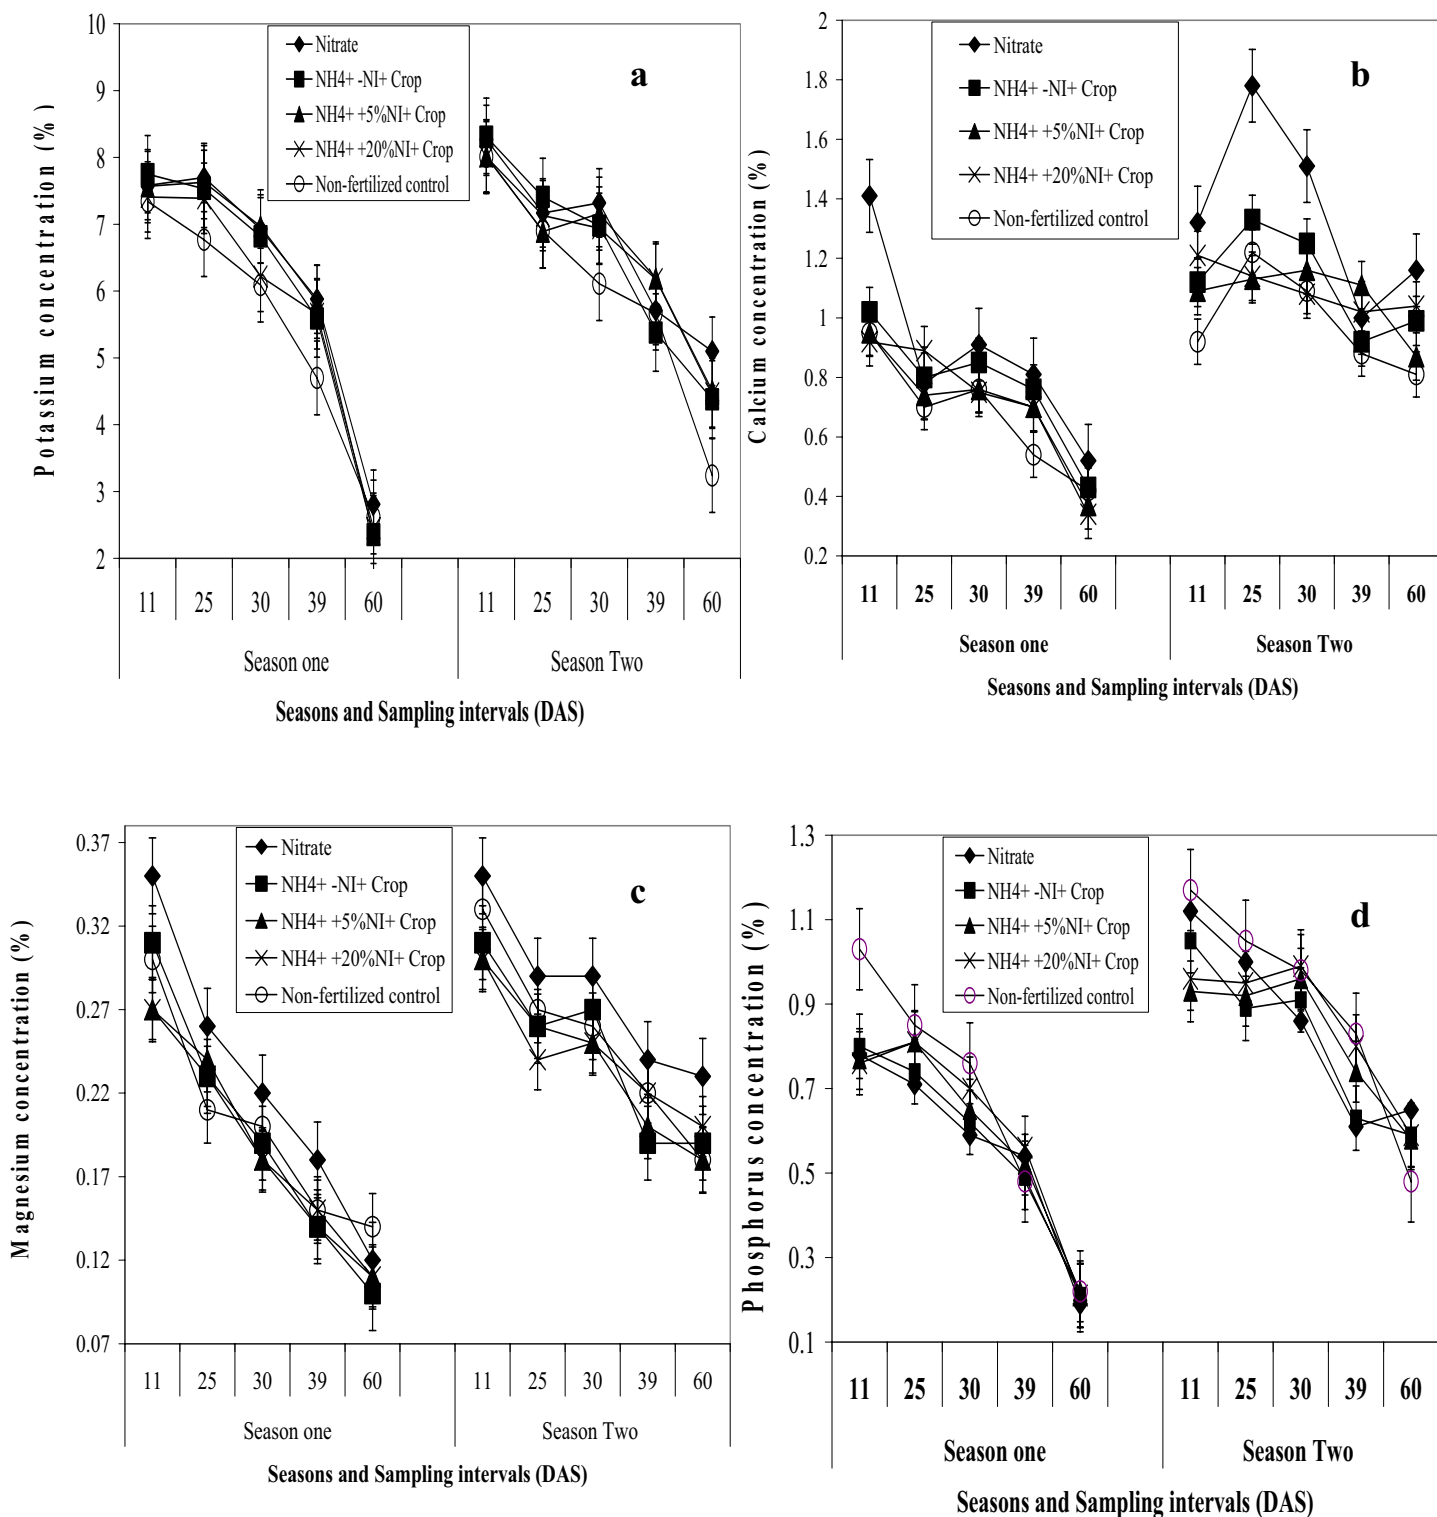 a
Nitrate
NH4+ -NI+ Crop
NH4+ +5%NI+ Crop
NH4+ +20%NI+ Crop
Non-fertilized control
Potassium concentration (%)
10
9
8
7
6
5
4
3
2
11 25 30 39 60 11 25 30 39 60
Season one Season Two
Seasons and Sampling intervals (DAS)
b
Nitrate
NH4+ -NI+ Crop
NH4+ +5%NI+ Crop
NH4+ +20%NI+ Crop
Non-fertilized control
Calcium concentration (%)
2
1.8
1.6
1.4
1.2
1
0.8
0.6
0.4
0.2
11 25 30 39 60 11 25 30 39 60
Season one Season Two
Seasons and Sampling intervals (DAS)
c
Nitrate
NH4+ -NI+ Crop
NH4+ +5%NI+ Crop
NH4+ +20%NI+ Crop
Non-fertilized control
Magnesium concentration (%)
0.37
0.32
0.27
0.22
0.17
0.12
0.07
11 25 30 39 60 11 25 30 39 60
Season one Season Two
Seasons and Sampling intervals (DAS)
d
Nitrate
NH4+ -NI+ Crop
NH4+ +5%NI+ Crop
NH4+ +20%NI+ Crop
Non-fertilized control
Phosphorus concentration (%)
1.3
1.1
0.9
0.7
0.5
0.3
0.1
11 25 30 39 60 11 25 30 39 60
Season one Season Two
Seasons and Sampling intervals (DAS)